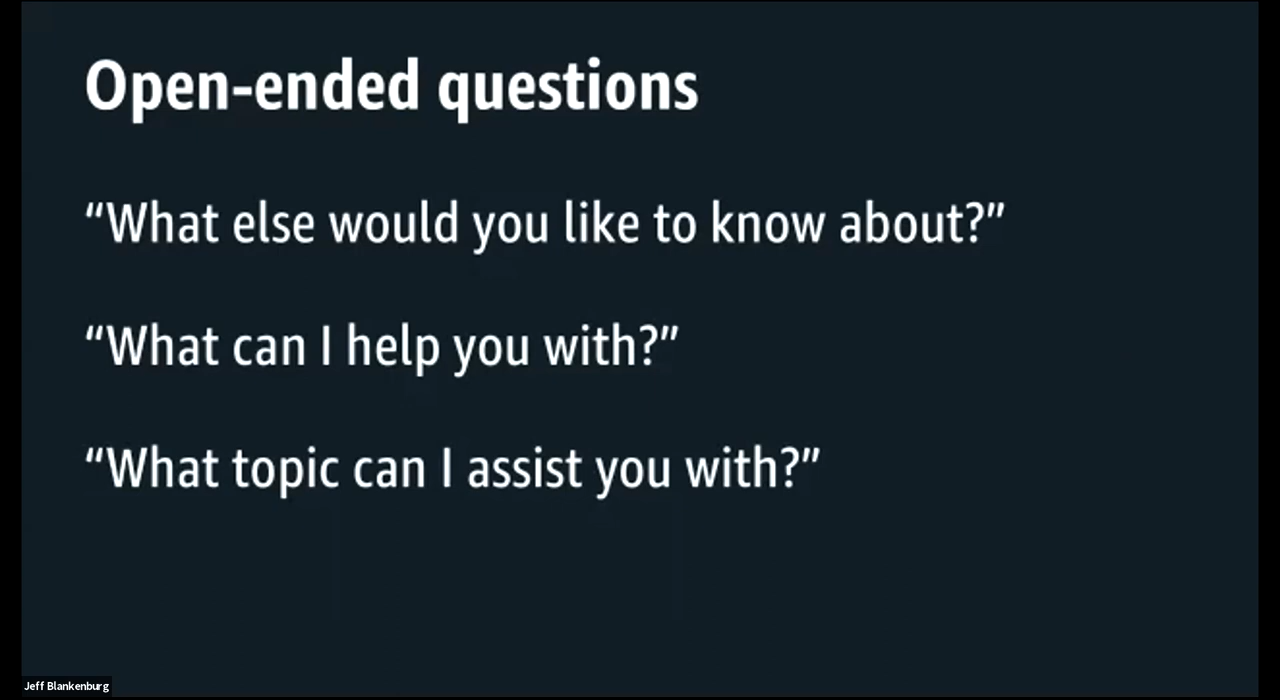 Open-ended questions
“What else would you like to know about?”
“What can I help you with?”
“What topic can I assist you with?”
Jeff Blankenburg